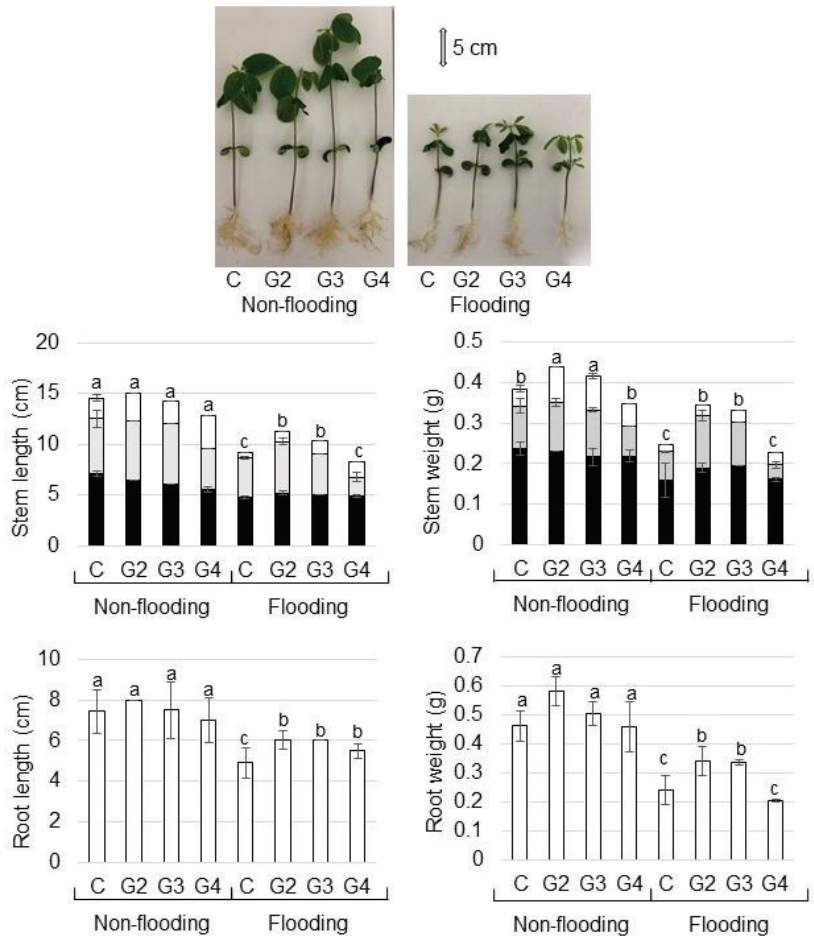 5 cm
C G2 G3 G4 C G2 G3 G4
Non-flooding Flooding
Stem length (cm)
20
15
10
5
0
a a a a c b b c
C G2 G3 G4 C G2 G3 G4
Non-flooding Flooding
Stem weight (g)
0.5
0.4
0.3
0.2
0.1
0
b a a b c b b c
C G2 G3 G4 C G2 G3 G4
Non-flooding Flooding
Root length (cm)
10
8
6
4
2
0
a a a a c b b b
C G2 G3 G4 C G2 G3 G4
Non-flooding Flooding
Root weight (g)
0.7
0.6
0.5
0.4
0.3
0.2
0.1
0
a a a a c b b c
C G2 G3 G4 C G2 G3 G4
Non-flooding Flooding